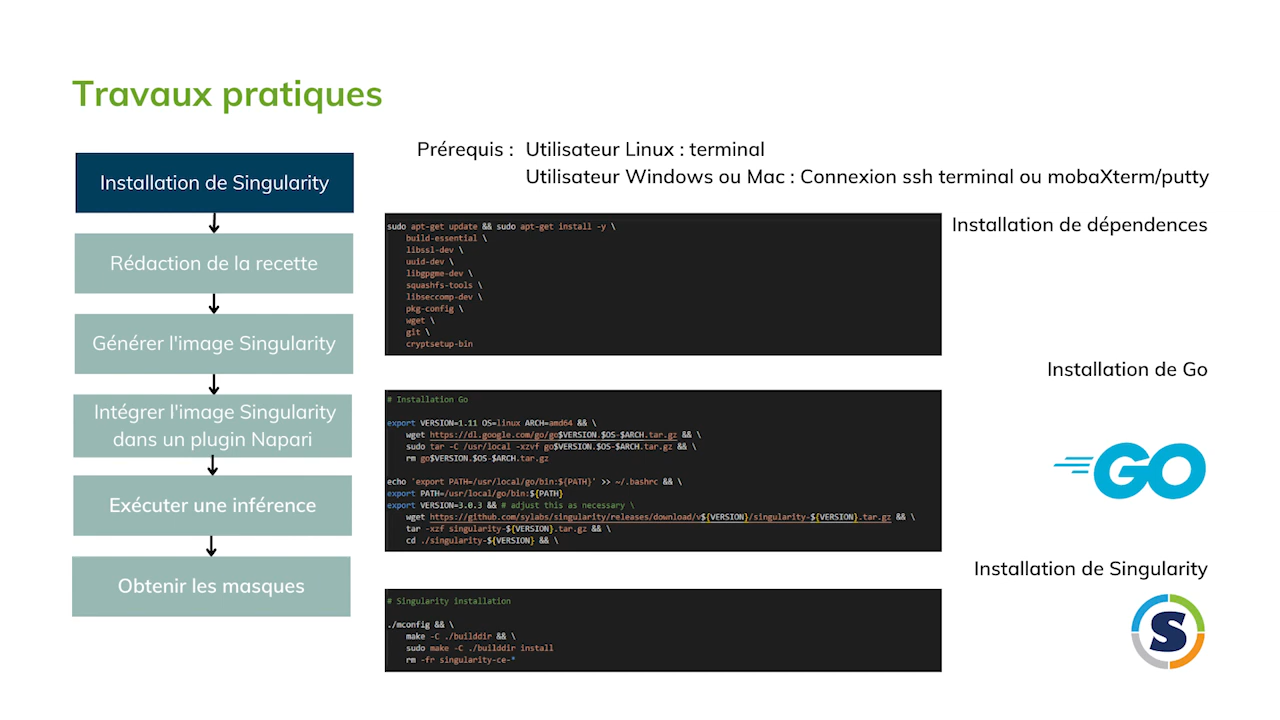 Travaux pratiques
Installation de Singularity
Rédaction de la recette
Générer l'image Singularity
Intégrer l'image Singularity
dans un plugin Napari
Exécuter une inférence
Obtenir les masques
Prérequis : Utilisateur Linux : terminal
Utilisateur Windows ou Mac : Connexion ssh terminal ou mobaXterm/putty
Installation de dépendences
sudo apt-get update && sudo apt-get install -y \
build-essential \
libssl-dev \
uuid-dev \
libgpgme-dev \
squashfs-tools \
libseccomp-dev \
pkg-config \
wget \
git \
cryptsetup-bin
Installation de Go
# Installation Go
export VERSION=1.11 OS=linux ARCH=amd64 && \
wget https://dl.google.com/go/go$VERSION.$OS-$ARCH.tar.gz && \
sudo tar -C /usr/local -xzvf go$VERSION.$OS-$ARCH.tar.gz && \
rm go$VERSION.$OS-$ARCH.tar.gz
echo 'export PATH=/usr/local/go/bin:${PATH}' >> ~/.bashrc && \
export PATH=/usr/local/go/bin:${PATH}
export VERSION=3.0.3 && # adjust this as necessary \
wget https://github.com/sylabs/singularity/releases/download/v${VERSION}/singularity-${VERSION}.tar.gz && \
tar -xzf singularity-${VERSION}.tar.gz && \
cd ./singularity-${VERSION} && \
GO
Installation de Singularity
# Singularity installation
./mconfig && \
make -C ./builddir && \
sudo make -C ./builddir install
rm -fr singularity-ce-*
S